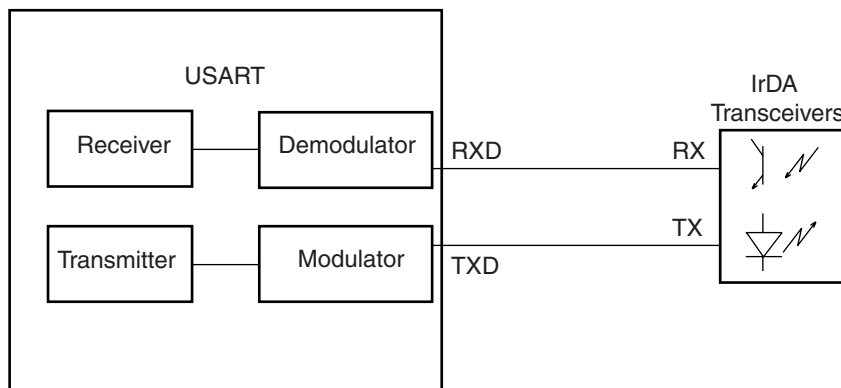 USART
IrDA
Transceivers
Receiver
Demodulator
RXD
RX
Transmitter
Modulator
TX
TXD